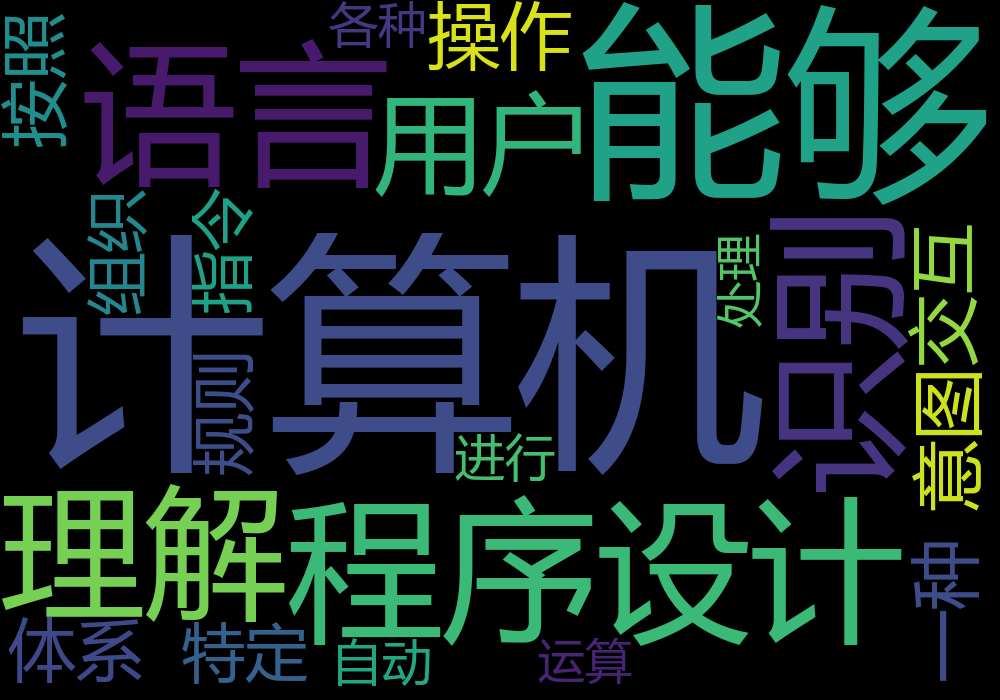 各种
操作
按照
语言
用户
能够
组织
指令
处理
识别
交互
计算机
规则
意图
进行
理解
程序设计
一种
体系
特定
自动
运算